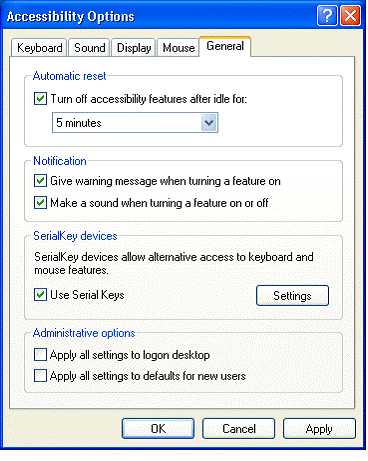 Accessibility Options
Keyboard Sound Display Mouse General
Automatic reset
Turn off accessibility features after idle for:
5 minutes
Notification
Give warning message when turning a feature on
Make a sound when turning a feature on or off
SerialKey devices
SerialKey devices allow alternative access to keyboard and
mouse features.
Use Serial Keys Settings
Administrative options
Apply all settings to logon desktop
Apply all settings to defaults for new users
OK Cancel Apply